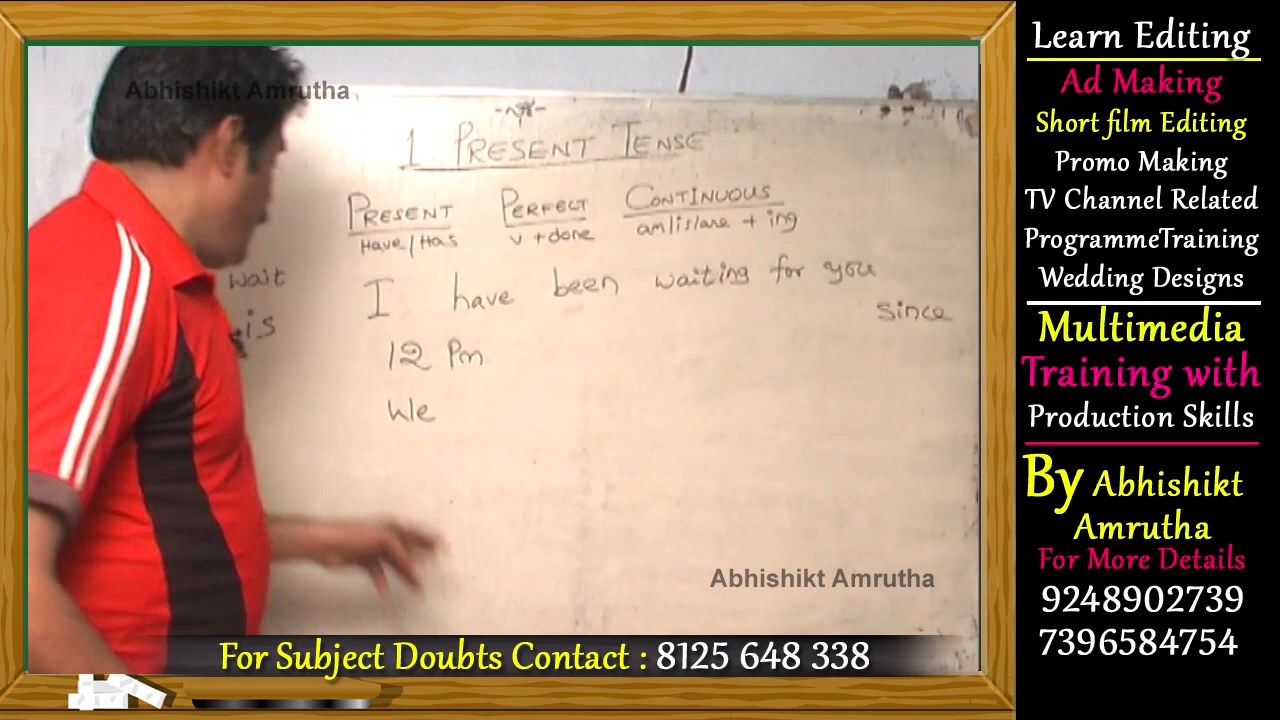 Abhishikt Amrutha
1 PRESENT TENSE
PRESENT PERFECT CONTINUOUS
Have/Has v+done am/is/are + ing
wait
I have been waiting for you
since
is
12 Pm
We
Abhishikt Amrutha
For Subject Doubts Contact : 8125 648 338
Learn Editing
Ad Making
Short film Editing
Promo Making
TV Channel Related
ProgrammeTraining
Wedding Designs
Multimedia
Training with
Production Skills
By Abhishikt
Amrutha
For More Details
9248902739
7396584754